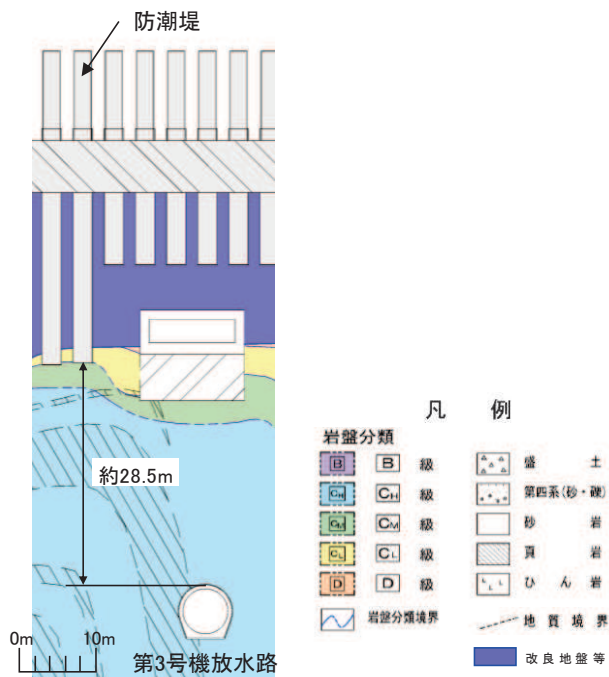 防潮堤
約28.5m
0m 10m
第3号機放水路
凡 例
岩盤分類
B B 級
CH CH 級
CM CM 級
CL CL 級
D D 級
岩盤分類境界
盛 土
第四系(砂・礫)
砂 岩
頁 岩
ひ ん 岩
地 質 境 界
改 良 地 盤 等